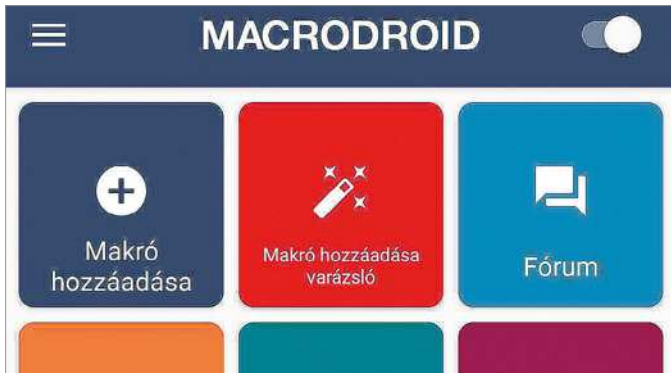 MACRODROID
Makró
hozzáadása
Makró hozzáadása
varázsló
Fórum